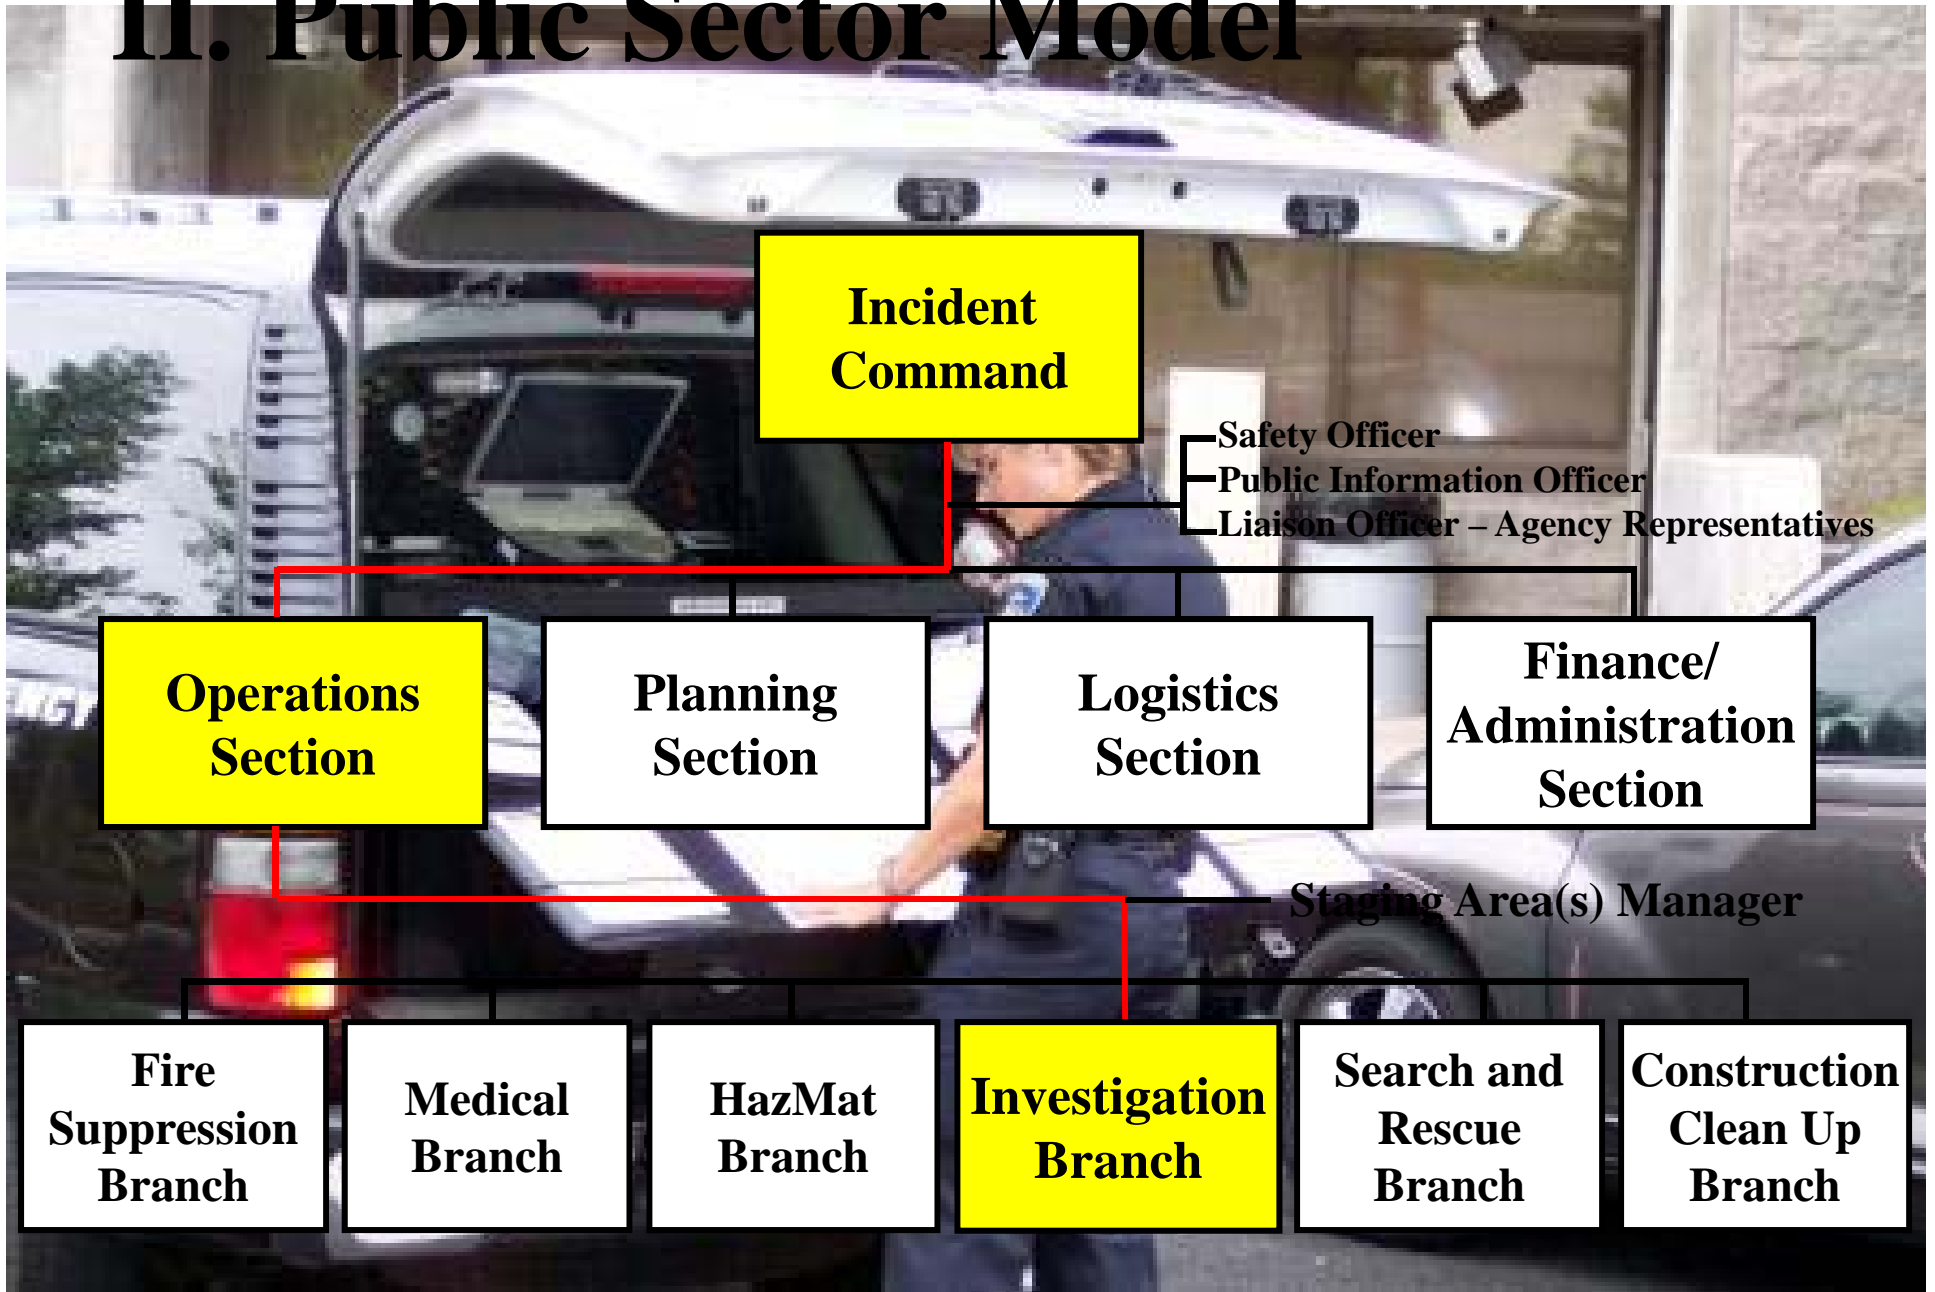 II. Public Sector Model
Incident
Command
Safety Officer
Public Information Officer
Liaison Officer – Agency Representatives
Operations
Section
Planning
Section
Logistics
Section
Finance/
Administration
Section
Staging Area(s) Manager
Fire
Suppression
Branch
Medical
Branch
HazMat
Branch
Investigation
Branch
Search and
Rescue
Branch
Construction
Clean Up
Branch